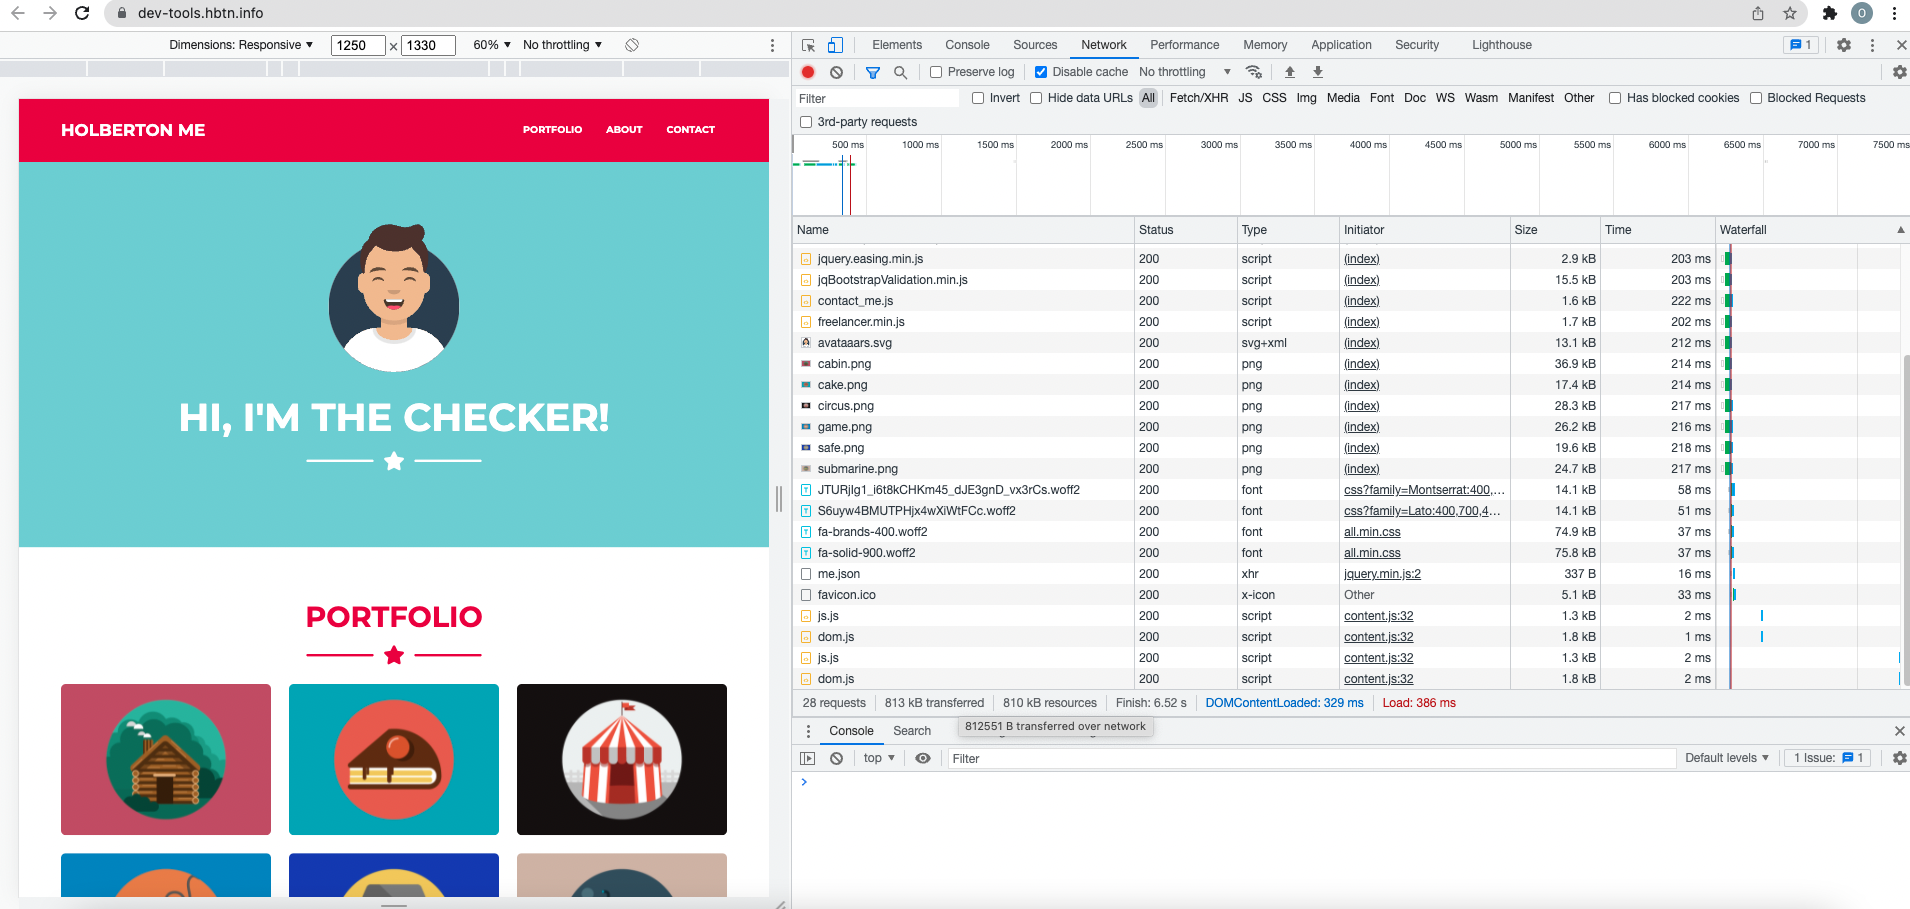 dev-tools.hbtn.info
O
Dimensions: Responsive 1250 × 1330 60% No throttling
HOLBERTON ME
PORTFOLIO ABOUT CONTACT
HI, I'M THE CHECKER!
PORTFOLIO
Elements Console Sources Network Performance Memory Application Security Lighthouse 1
Preserve log Disable cache No throttling
Filter Invert Hide data URLs All Fetch/XHR JS CSS Img Media Font Doc WS Wasm Manifest Other Has blocked cookies Blocked Requests
3rd-party requests
500 ms 1000 ms 1500 ms 2000 ms 2500 ms 3000 ms 3500 ms 4000 ms 4500 ms 5000 ms 5500 ms 6000 ms 6500 ms 7000 ms 7500 ms
Name Status Type Initiator Size Time Waterfall
jquery.easing.min.js 200 script (index) 2.9 kB 203 ms
jqBootstrapValidation.min.js 200 script (index) 15.5 kB 203 ms
contact_me.js 200 script (index) 1.6 kB 222 ms
freelancer.min.js 200 script (index) 1.7 kB 202 ms
avataaars.svg 200 svg+xml (index) 13.1 kB 212 ms
cabin.png 200 png (index) 36.9 kB 214 ms
cake.png 200 png (index) 17.4 kB 214 ms
circus.png 200 png (index) 28.3 kB 217 ms
game.png 200 png (index) 26.2 kB 216 ms
safe.png 200 png (index) 19.6 kB 218 ms
submarine.png 200 png (index) 24.7 kB 217 ms
JTURjIg1_i6t8kCHKm45_dJE3gnD_vx3rCs.woff2 200 font css?family=Montserrat:400,... 14.1 kB 58 ms
S6uyw4BMUTPHjx4wXiWtFCc.woff2 200 font css?family=Lato:400,700,4... 14.1 kB 51 ms
fa-brands-400.woff2 200 font all.min.css 74.9 kB 37 ms
fa-solid-900.woff2 200 font all.min.css 75.8 kB 37 ms
me.json 200 xhr jquery.min.js:2 337 B 16 ms
favicon.ico 200 x-icon Other 5.1 kB 33 ms
js.js 200 script content.js:32 1.3 kB 2 ms
dom.js 200 script content.js:32 1.8 kB 1 ms
js.js 200 script content.js:32 1.3 kB 2 ms
dom.js 200 script content.js:32 1.8 kB 2 ms
28 requests 813 kB transferred 810 kB resources Finish: 6.52 s DOMContentLoaded: 329 ms Load: 386 ms
812551 B transferred over network
Console Search
top Filter Default levels 1 Issue: 1